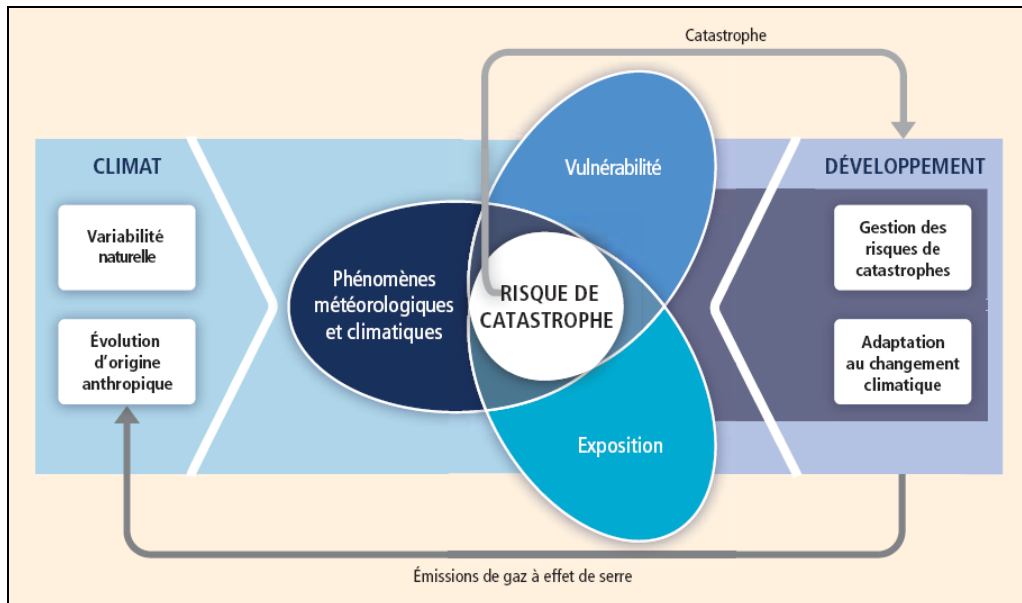 Catastrophe
CLIMAT
Variabilité
naturelle
Évolution
d'origine
anthropique
Phénomènes
météorologiques
et climatiques
Vulnérabilité
RISQUE DE
CATASTROPHE
Exposition
DÉVELOPPEMENT
Gestion des
risques de
catastrophes
Adaptation
au changement
climatique
Émissions de gaz à effet de serre